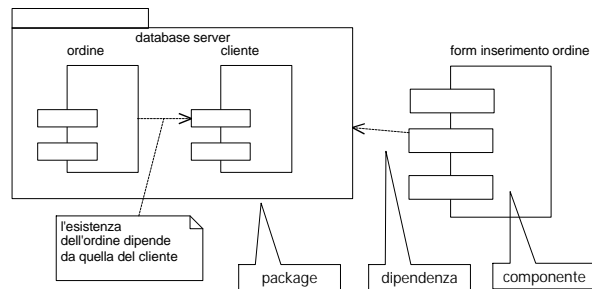 database server
ordine
cliente
form inserimento ordine
l'esistenza
dell'ordine dipende
da quella del cliente
package
dipendenza
componente